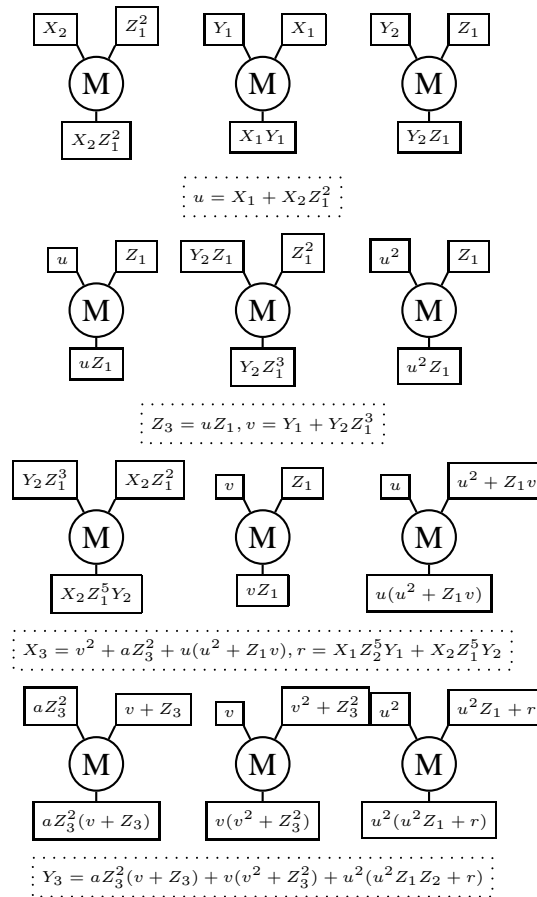 X_2 Z_1^2 Y_1 X_1 Y_2 Z_1
M M M
X_2Z_1^2 X_1Y_1 Y_2Z_1
u = X_1 + X_2Z_1^2
u Z_1 Y_2Z_1 Z_1^2 u^2 Z_1
M M M
uZ_1 Y_2Z_1^3 u^2Z_1
Z_3 = uZ_1, v = Y_1 + Y_2Z_1^3
Y_2Z_1^3 X_2Z_1^2 v Z_1 u u^2 + Z_1v
M M M
X_2Z_1^5Y_2 vZ_1 u(u^2 + Z_1v)
X_3 = v^2 + aZ_3^2 + u(u^2 + Z_1v), r = X_1Z_2^5Y_1 + X_2Z_1^5Y_2
aZ_3^2 v + Z_3 v v^2 + Z_3^2 u^2 u^2Z_1 + r
M M M
aZ_3^2(v + Z_3) v(v^2 + Z_3^2) u^2(u^2Z_1 + r)
Y_3 = aZ_3^2(v + Z_3) + v(v^2 + Z_3^2) + u^2(u^2Z_1Z_2 + r)